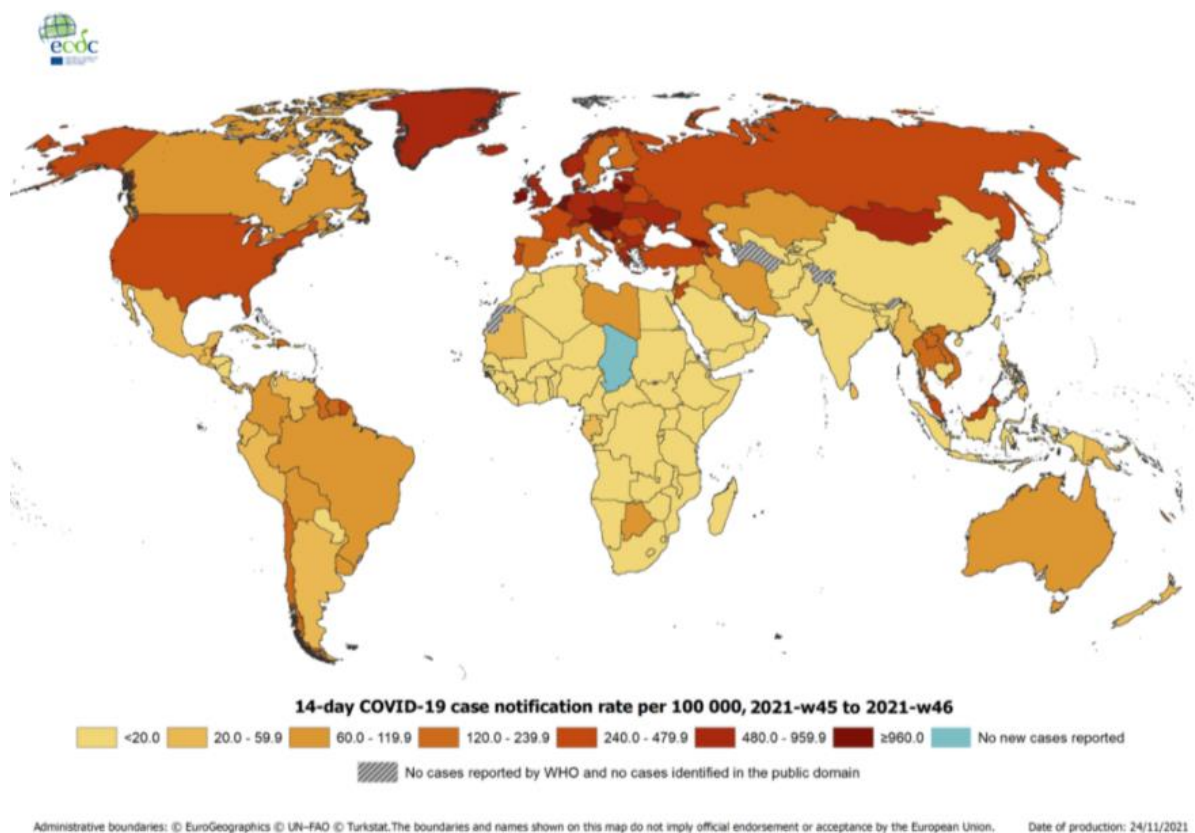 ecdc
14-day COVID-19 case notification rate per 100 000, 2021-w45 to 2021-w46
<20.0 20.0 - 59.9 60.0 - 119.9 120.0 - 239.9 240.0 - 479.9 480.0 - 959.9 ≥960.0 No new cases reported
No cases reported by WHO and no cases identified in the public domain
Administrative boundaries: © EuroGeographics © UN–FAO © Turkstat.The boundaries and names shown on this map do not imply official endorsement or acceptance by the European Union. Date of production: 24/11/2021